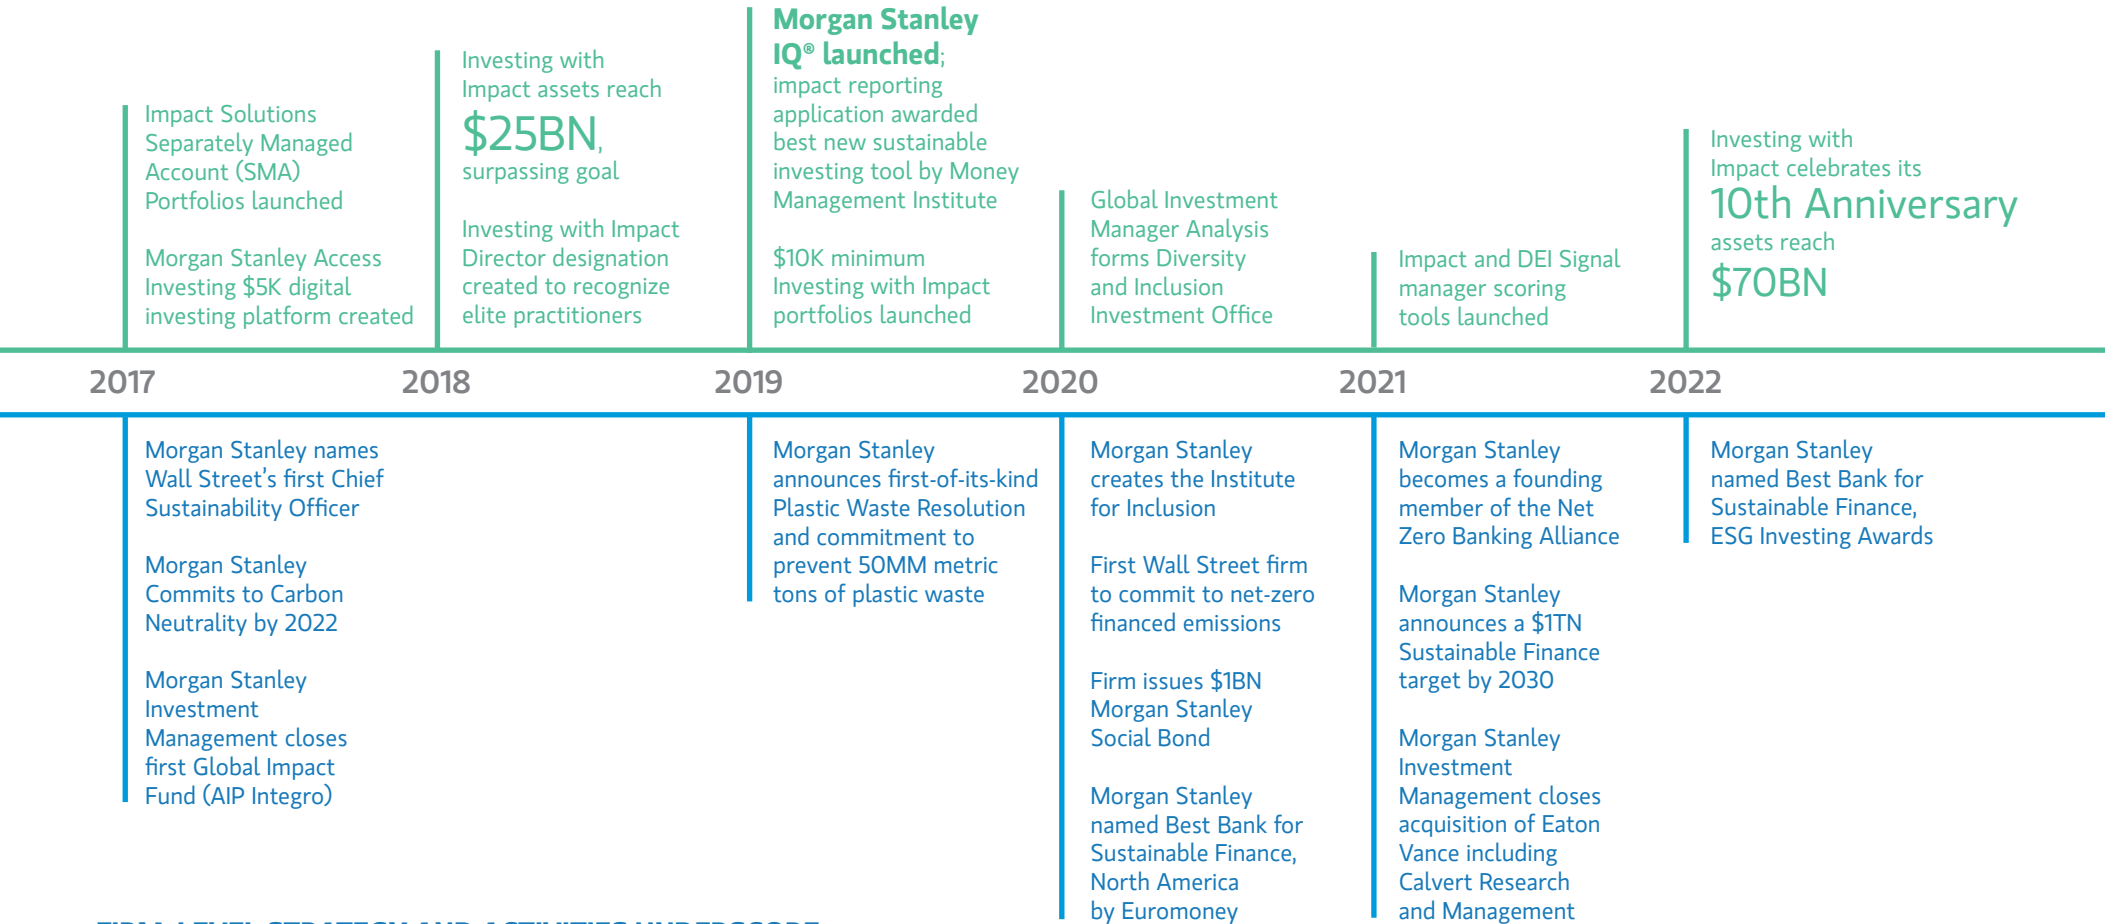 Impact Solutions
Separately Managed
Account (SMA)
Portfolios launched
Morgan Stanley Access
Investing $5K digital
investing platform created
Investing with
Impact assets reach
$25BN,
surpassing goal
Investing with Impact
Director designation
created to recognize
elite practitioners
Morgan Stanley
IQ® launched;
impact reporting
application awarded
best new sustainable
investing tool by Money
Management Institute
$10K minimum
Investing with Impact
portfolios launched
Global Investment
Manager Analysis
forms Diversity
and Inclusion
Investment Office
Impact and DEI Signal
manager scoring
tools launched
Investing with
Impact celebrates its
10th Anniversary
assets reach
$70BN
2017
2018
2019
2020
2021
2022
Morgan Stanley names
Wall Street’s first Chief
Sustainability Officer
Morgan Stanley
Commits to Carbon
Neutrality by 2022
Morgan Stanley
Investment
Management closes
first Global Impact
Fund (AIP Integro)
Morgan Stanley
announces first-of-its-kind
Plastic Waste Resolution
and commitment to
prevent 50MM metric
tons of plastic waste
Morgan Stanley
creates the Institute
for Inclusion
First Wall Street firm
to commit to net-zero
financed emissions
Firm issues $1BN
Morgan Stanley
Social Bond
Morgan Stanley
named Best Bank for
Sustainable Finance,
North America
by Euromoney
Morgan Stanley
becomes a founding
member of the Net
Zero Banking Alliance
Morgan Stanley
announces a $1TN
Sustainable Finance
target by 2030
Morgan Stanley
Investment
Management closes
acquisition of Eaton
Vance including
Calvert Research
and Management
Morgan Stanley
named Best Bank for
Sustainable Finance,
ESG Investing Awards